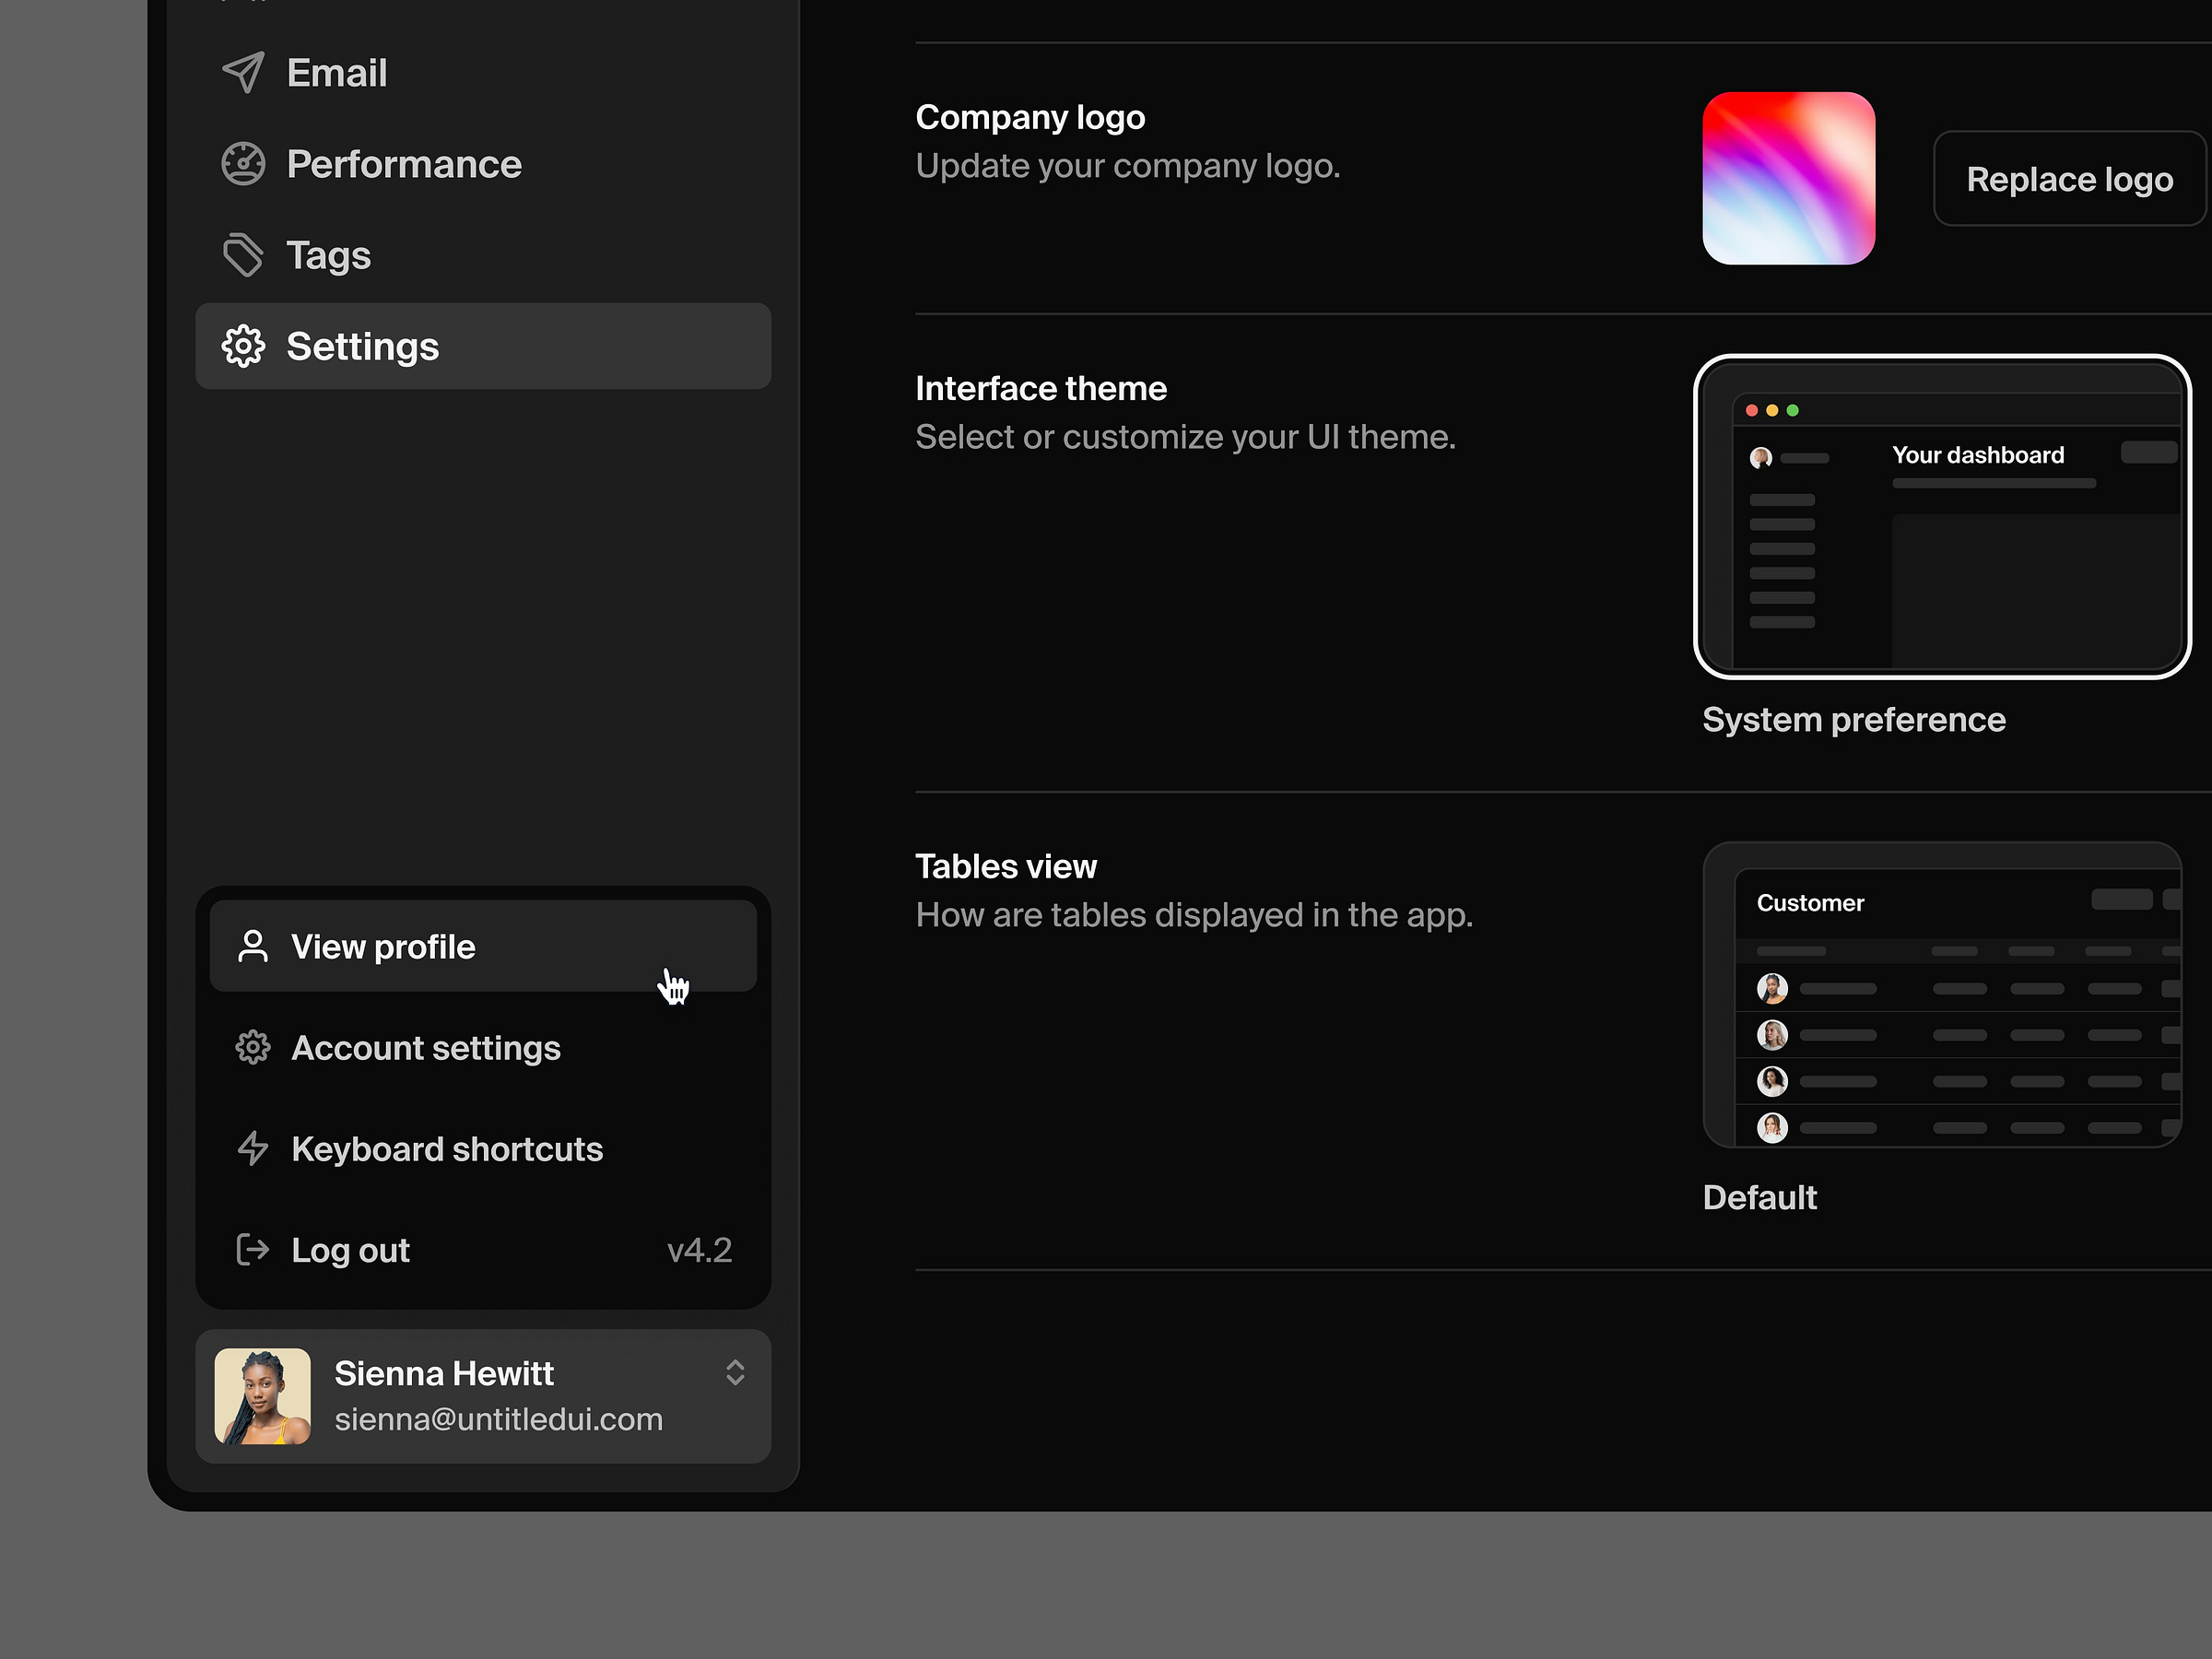 Email
Performance
Tags
Settings
View profile
Account settings
Keyboard shortcuts
Log out
v4.2
Sienna Hewitt
sienna@untitledui.com
Company logo
Update your company logo.
Replace logo
Interface theme
Select or customize your UI theme.
Your dashboard
System preference
Tables view
How are tables displayed in the app.
Customer
Default